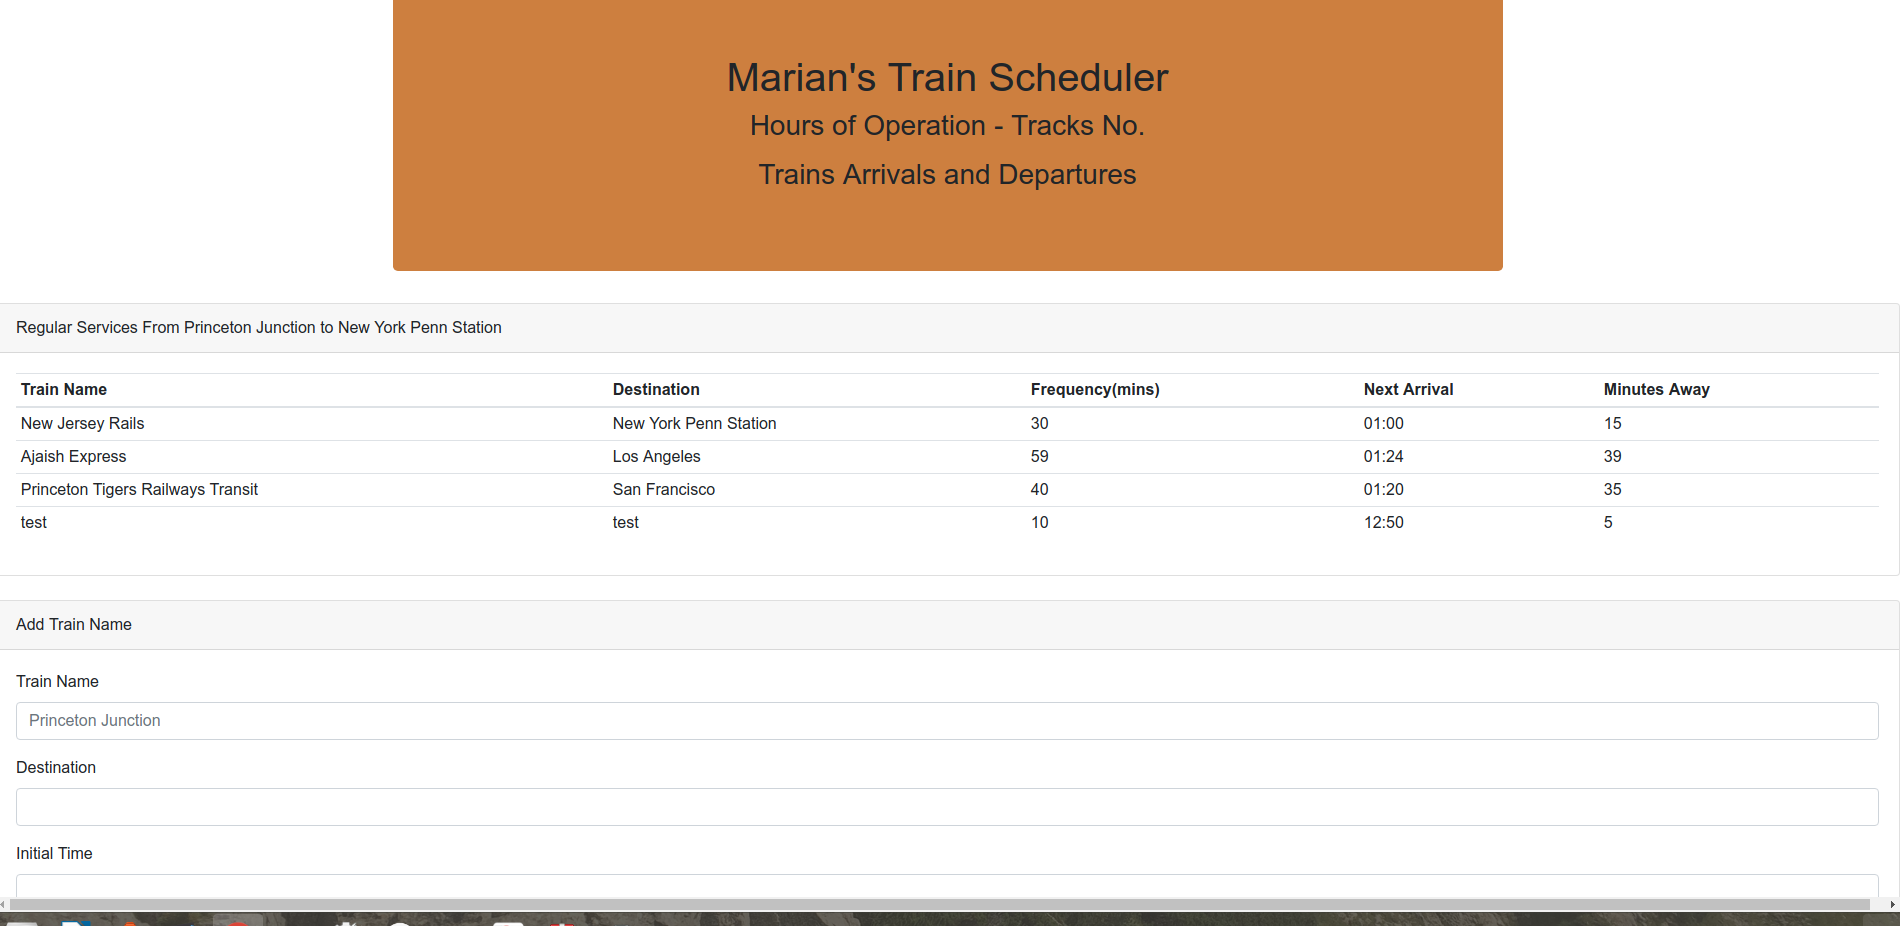 Marian's Train Scheduler
Hours of Operation - Tracks No.
Trains Arrivals and Departures
Regular Services From Princeton Junction to New York Penn Station
Train Name Destination Frequency(mins) Next Arrival Minutes Away
New Jersey Rails New York Penn Station 30 01:00 15
Ajaish Express Los Angeles 59 01:24 39
Princeton Tigers Railways Transit San Francisco 40 01:20 35
test test 10 12:50 5
Add Train Name
Train Name
Princeton Junction
Destination
Initial Time